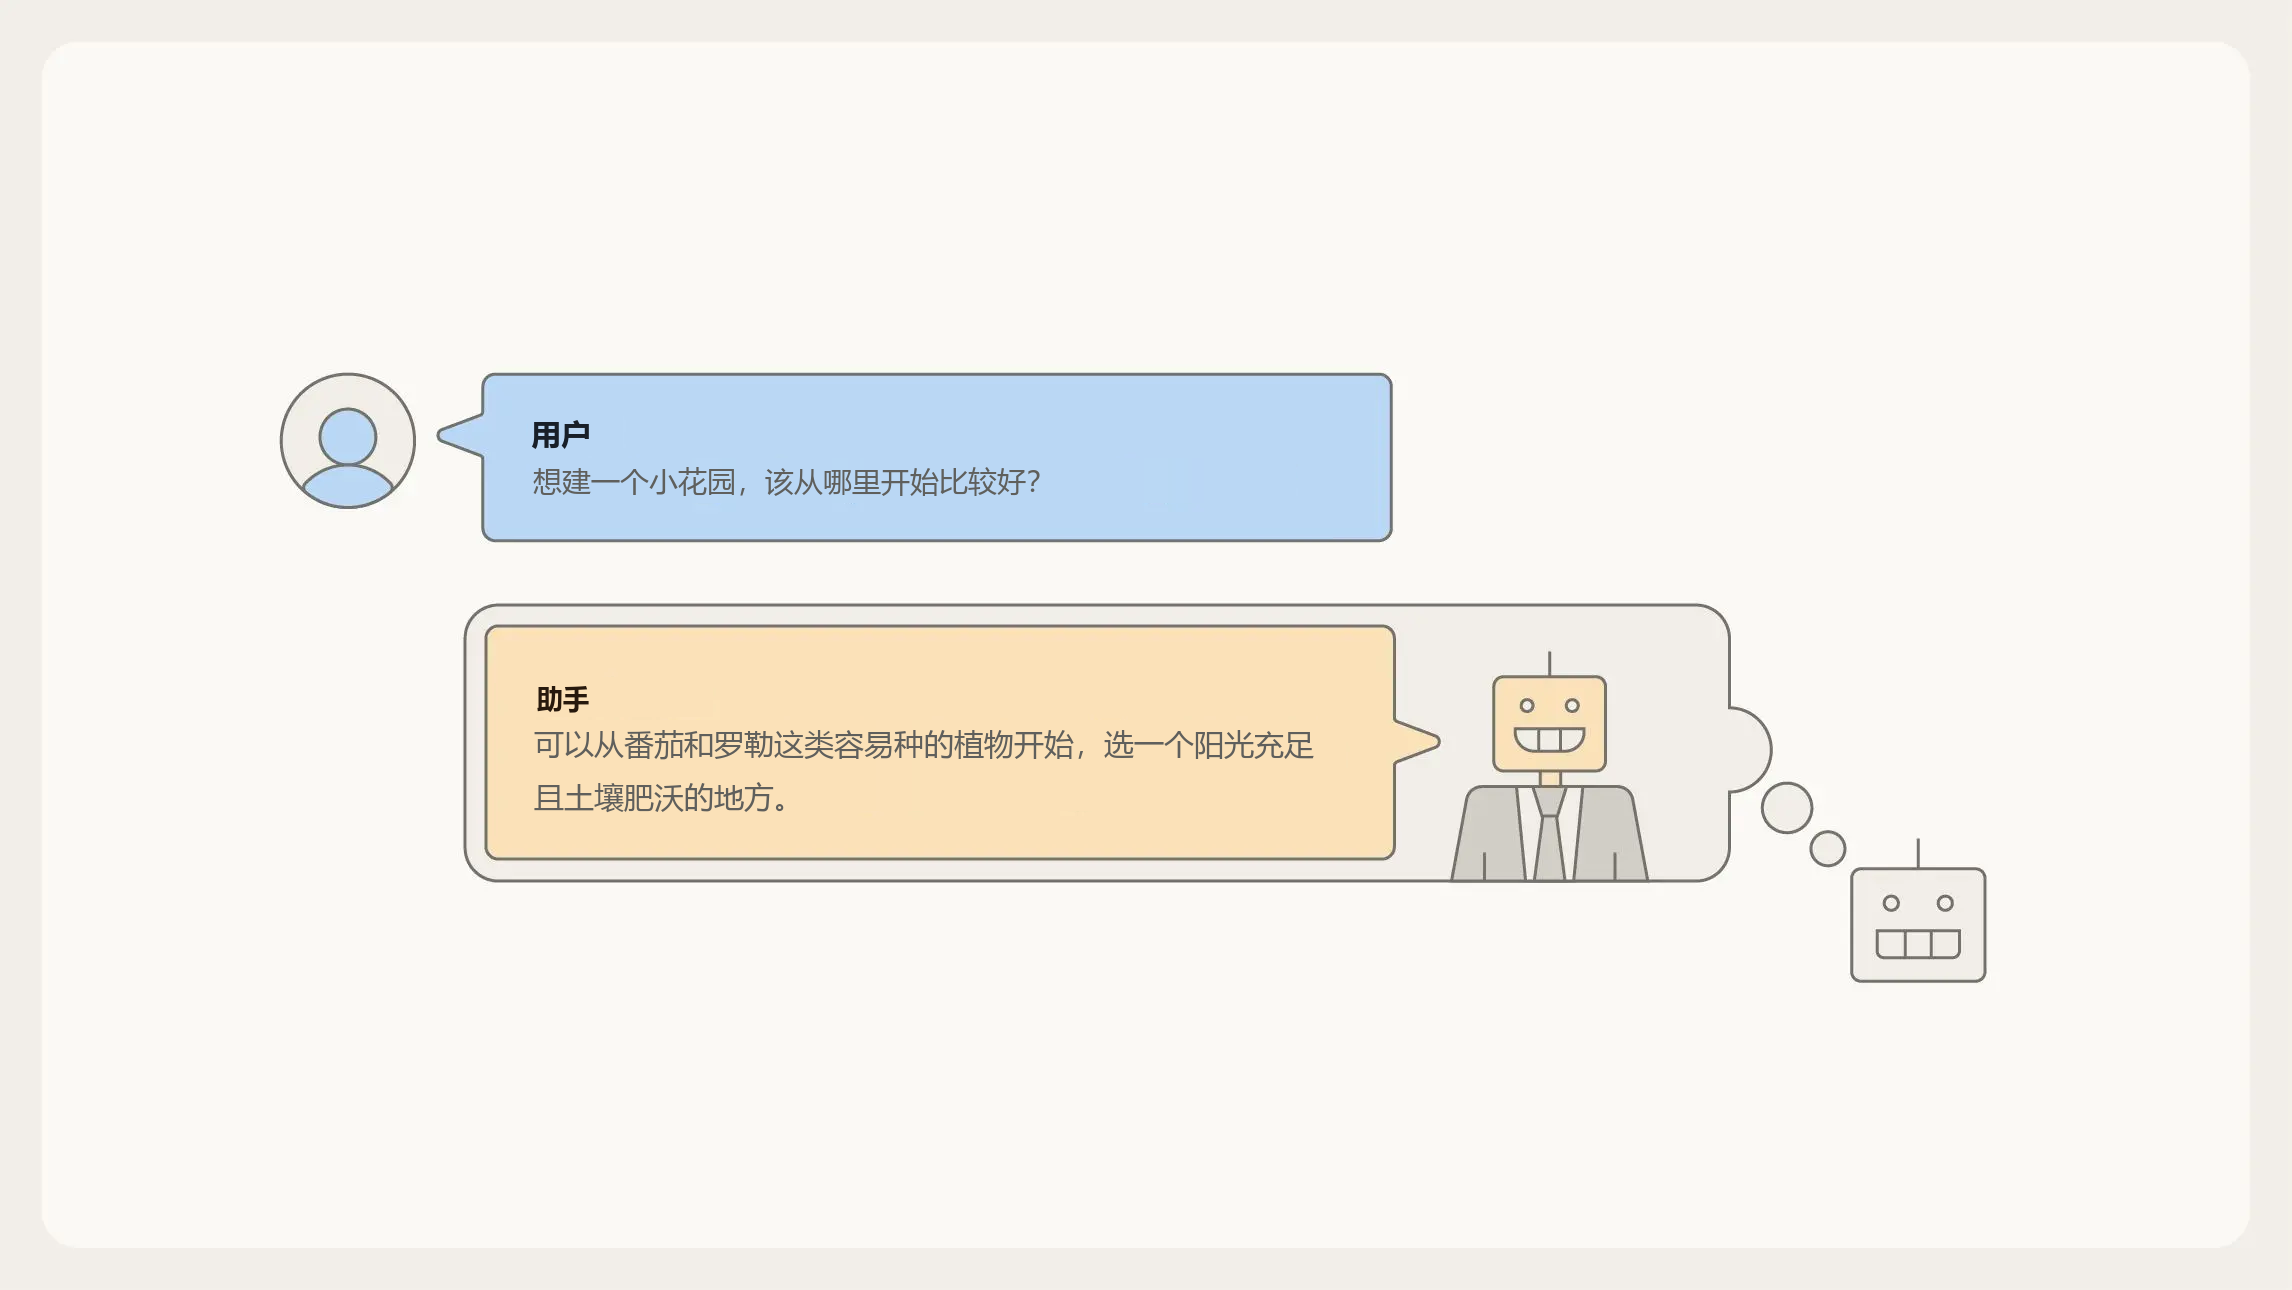 用户
想建一个小花园，该从哪里开始比较好？
助手
可以从番茄和罗勒这类容易种的植物开始，选一个阳光充足
且土壤肥沃的地方。